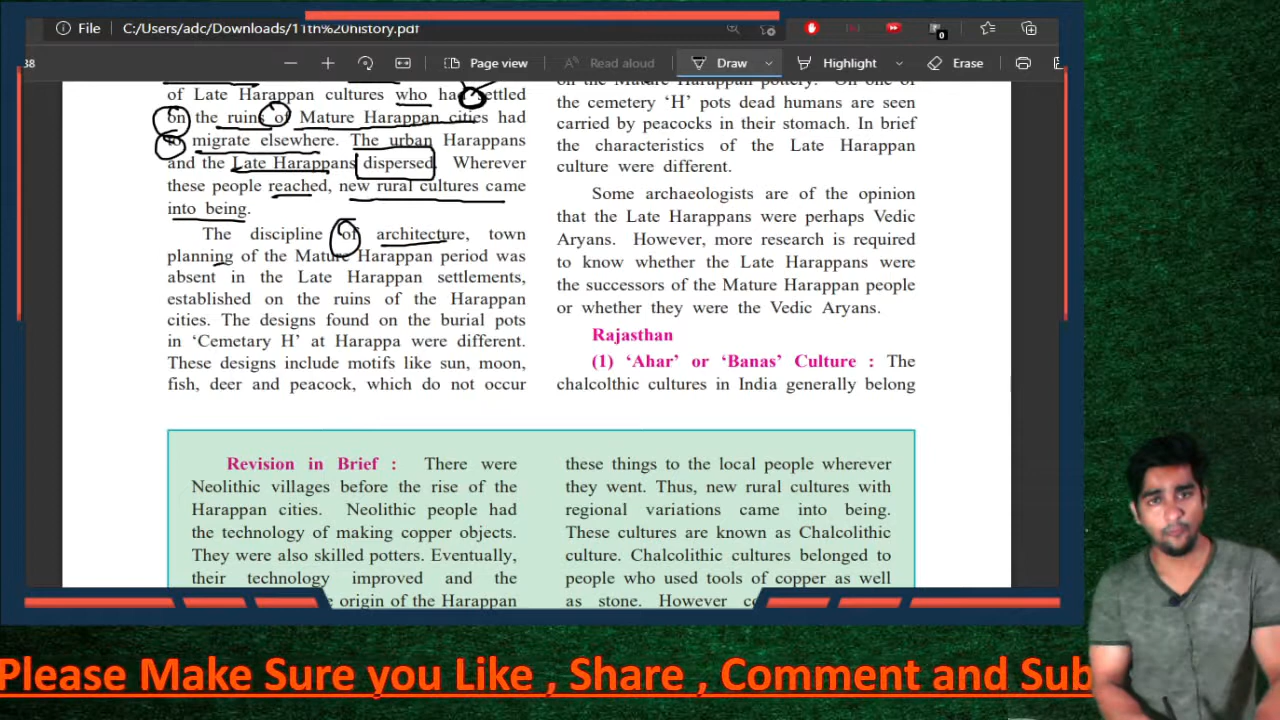 File
C:/Users/adc/Downloads/11th%20history.pdf
0
38
Page view
Read aloud
Draw
Highlight
Erase
of Late Harappan cultures who had settled
on the ruins of Mature Harappan cities had
to migrate elsewhere. The urban Harappans
and the Late Harappans dispersed. Wherever
these people reached, new rural cultures came
into being.
The discipline of architecture, town
planning of the Mature Harappan period was
absent in the Late Harappan settlements,
established on the ruins of the Harappan
cities. The designs found on the burial pots
in ‘Cemetary H’ at Harappa were different.
These designs include motifs like sun, moon,
fish, deer and peacock, which do not occur
on the Mature Harappan pottery. On one of
the cemetery ‘H’ pots dead humans are seen
carried by peacocks in their stomach. In brief
the characteristics of the Late Harappan
culture were different.
Some archaeologists are of the opinion
that the Late Harappans were perhaps Vedic
Aryans. However, more research is required
to know whether the Late Harappans were
the successors of the Mature Harappan people
or whether they were the Vedic Aryans.
Rajasthan
(1) ‘Ahar’ or ‘Banas’ Culture : The
chalcolthic cultures in India generally belong
Revision in Brief : There were
Neolithic villages before the rise of the
Harappan cities. Neolithic people had
the technology of making copper objects.
They were also skilled potters. Eventually,
their technology improved and the
origin of the Harappan
these things to the local people wherever
they went. Thus, new rural cultures with
regional variations came into being.
These cultures are known as Chalcolithic
culture. Chalcolithic cultures belonged to
people who used tools of copper as well
as stone. However
Please Make Sure you Like , Share , Comment and Sub